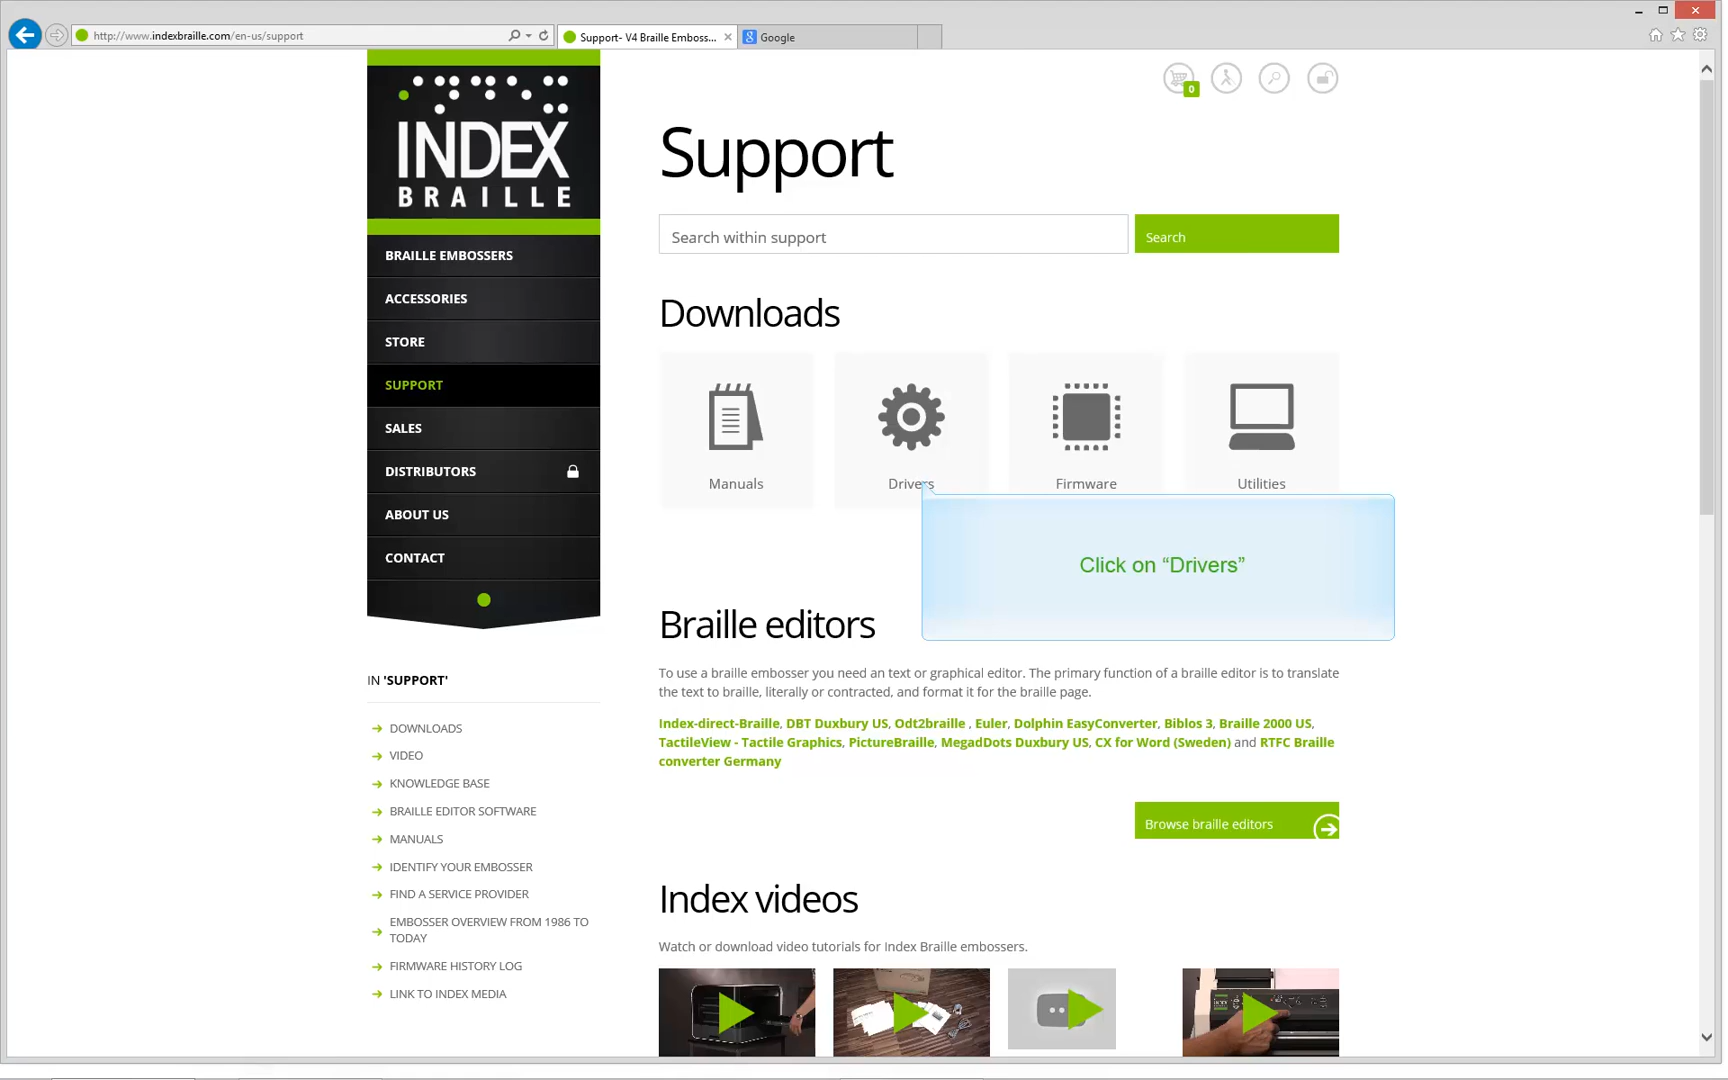 http://www.indexbraille.com/en-us/support
Support- V4 Braille Emboss...
Google
INDEX
BRAILLE
0
Support
Search within support
Search
BRAILLE EMBOSSERS
ACCESSORIES
STORE
SUPPORT
SALES
DISTRIBUTORS
ABOUT US
CONTACT
Downloads
Manuals
Drivers
Firmware
Utilities
Click on “Drivers”
Braille editors
To use a braille embosser you need an text or graphical editor. The primary function of a braille editor is to translate
the text to braille, literally or contracted, and format it for the braille page.
Index-direct-Braille, DBT Duxbury US, Odt2braille , Euler, Dolphin EasyConverter, Biblos 3, Braille 2000 US,
TactileView - Tactile Graphics, PictureBraille, MegadDots Duxbury US, CX for Word (Sweden) and RTFC Braille
converter Germany
Browse braille editors
IN 'SUPPORT'
DOWNLOADS
VIDEO
KNOWLEDGE BASE
BRAILLE EDITOR SOFTWARE
MANUALS
IDENTIFY YOUR EMBOSSER
FIND A SERVICE PROVIDER
EMBOSSER OVERVIEW FROM 1986 TO
TODAY
FIRMWARE HISTORY LOG
LINK TO INDEX MEDIA
Index videos
Watch or download video tutorials for Index Braille embossers.